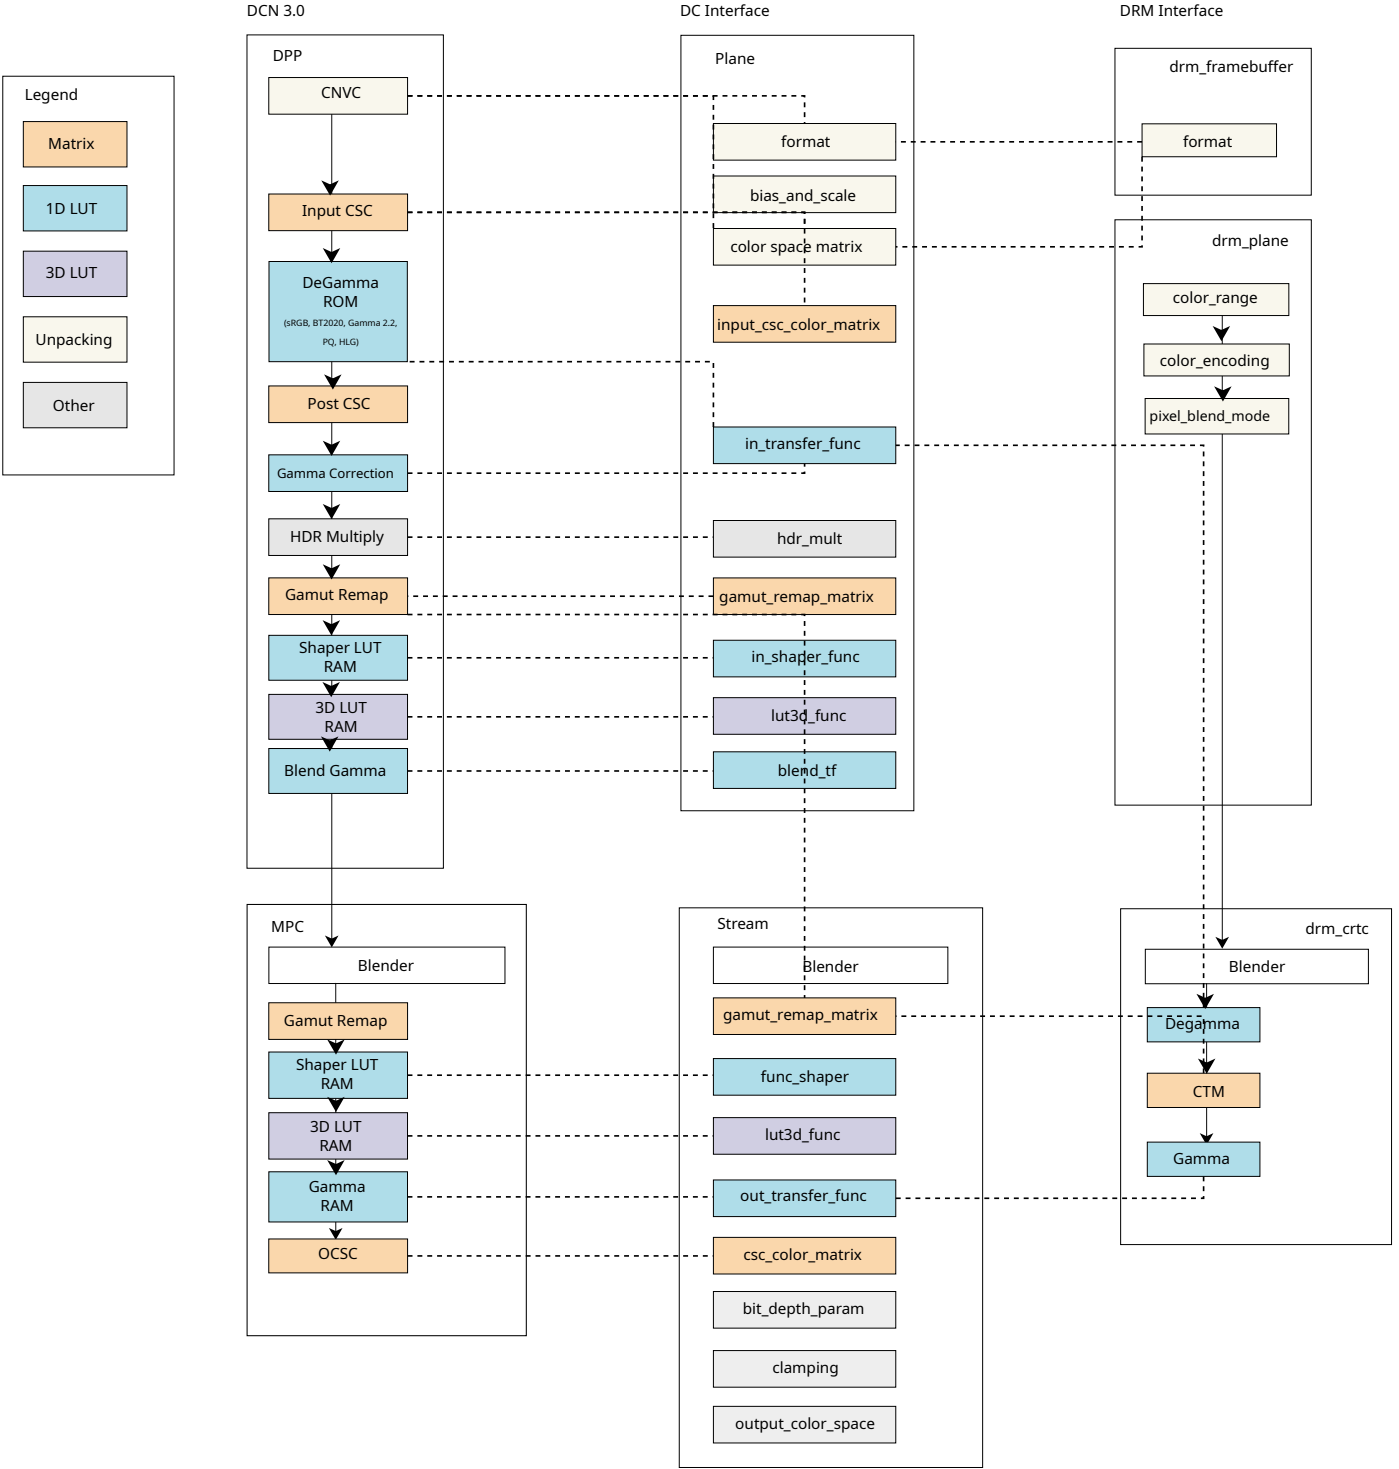 DCN 3.0
DC Interface
DRM Interface
Legend
Matrix
1D LUT
3D LUT
Unpacking
Other
DPP
CNVC
Input CSC
DeGamma
ROM
(sRGB, BT2020, Gamma 2.2,
PQ, HLG)
Post CSC
Gamma Correction
HDR Multiply
Gamut Remap
Shaper LUT
RAM
3D LUT
RAM
Blend Gamma
MPC
Blender
Gamut Remap
Shaper LUT
RAM
3D LUT
RAM
Gamma
RAM
OCSC
Plane
format
bias_and_scale
color space matrix
input_csc_color_matrix
in_transfer_func
hdr_mult
gamut_remap_matrix
in_shaper_func
lut3d_func
blend_tf
Stream
Blender
gamut_remap_matrix
func_shaper
lut3d_func
out_transfer_func
csc_color_matrix
bit_depth_param
clamping
output_color_space
drm_framebuffer
format
drm_plane
color_range
color_encoding
pixel_blend_mode
drm_crtc
Blender
Degamma
CTM
Gamma